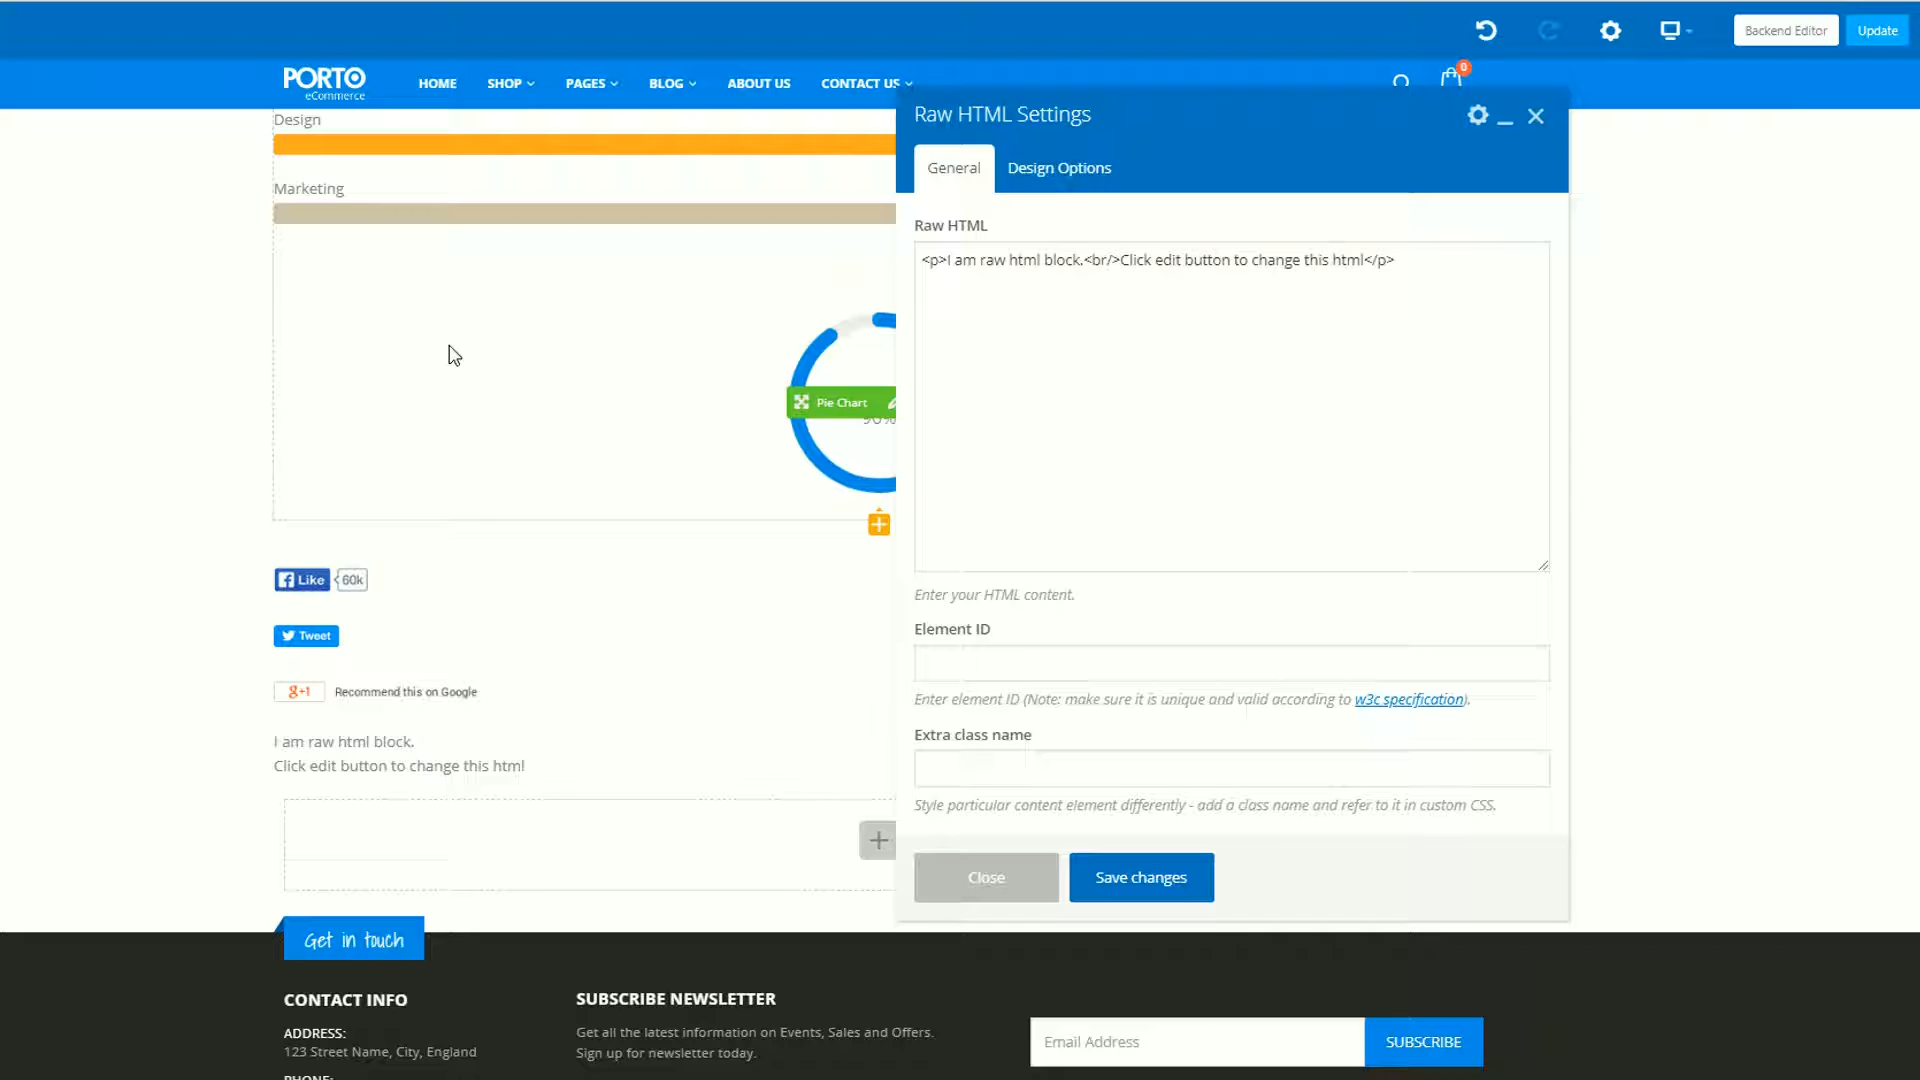 Backend Editor
Update
PORTO
eCommerce
HOME
SHOP
PAGES
BLOG
ABOUT US
CONTACT US
0
Design
Marketing
Pie Chart
90%
Like
60k
Tweet
g+1
Recommend this on Google
I am raw html block.
Click edit button to change this html
Raw HTML Settings
General
Design Options
Raw HTML
<p>I am raw html block.<br/>Click edit button to change this html</p>
Enter your HTML content.
Element ID
Enter element ID (Note: make sure it is unique and valid according to w3c specification).
Extra class name
Style particular content element differently - add a class name and refer to it in custom CSS.
Close
Save changes
Get in touch
CONTACT INFO
ADDRESS:
123 Street Name, City, England
PHONE:
SUBSCRIBE NEWSLETTER
Get all the latest information on Events, Sales and Offers.
Sign up for newsletter today.
Email Address
SUBSCRIBE